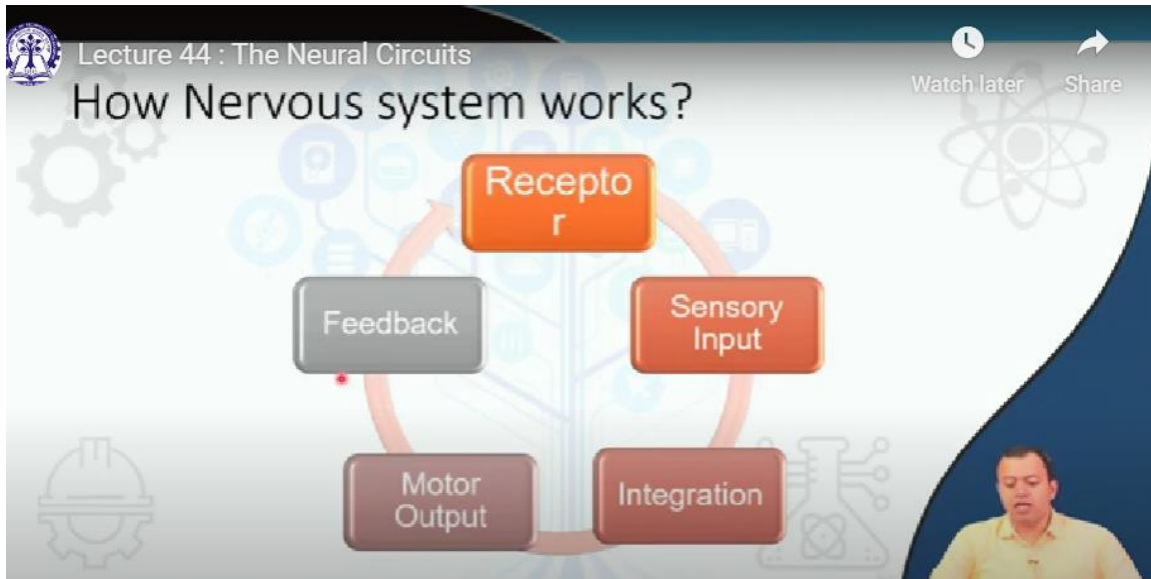 Lecture 44 : The Neural Circuits
Watch later
Share
How Nervous system works?
Recepto
r
Sensory
Input
Integration
Motor
Output
Feedback